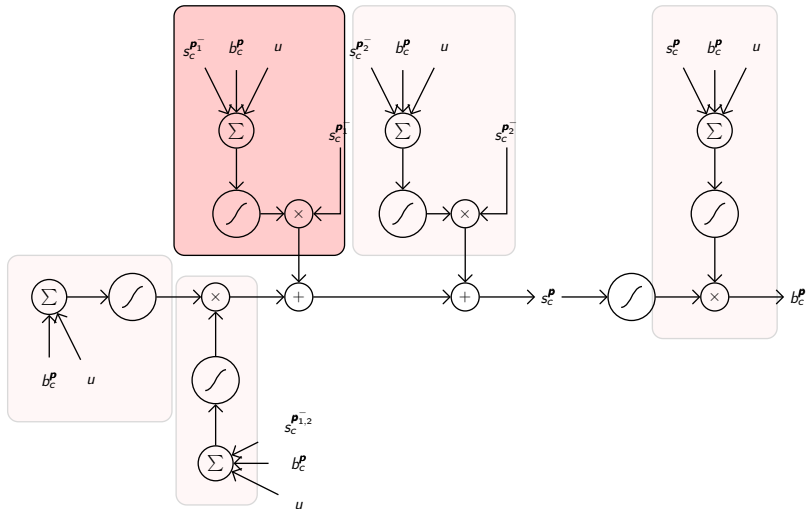 s_c^{p_1^-} b_c^p u
s_c^{p_2^-} b_c^p u
s_c^p b_c^p u
Σ
Σ
Σ
s_c^{p_1^-}
s_c^{p_2^-}
×
×
Σ
×
+
+
s_c^p
×
b_c^p
b_c^p u
s_c^{p_{1,2}^-}
Σ
b_c^p
u